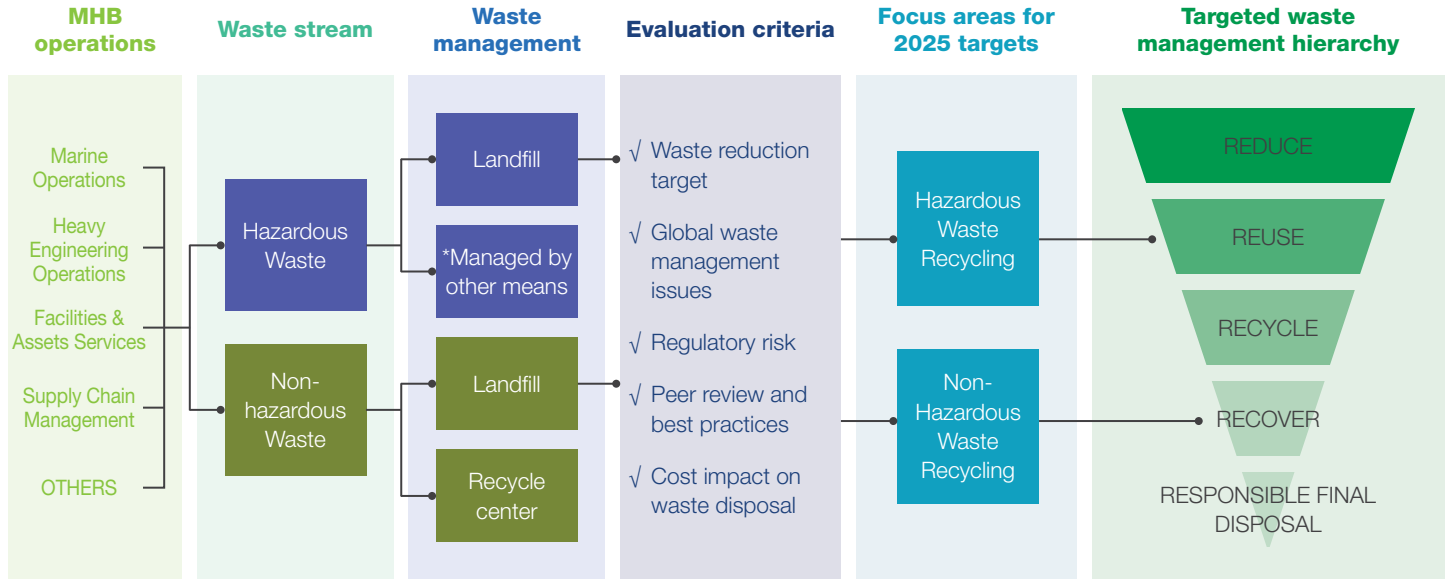 MHB
operations
Waste stream
Waste
management
Evaluation criteria
Focus areas for
2025 targets
Targeted waste
management hierarchy
Marine
Operations
Heavy
Engineering
Operations
Facilities &
Assets Services
Supply Chain
Management
OTHERS
Hazardous
Waste
Non-
hazardous
Waste
Landfill
*Managed by
other means
Landfill
Recycle
center
√ Waste reduction
target
√ Global waste
management
issues
√ Regulatory risk
√ Peer review and
best practices
√ Cost impact on
waste disposal
Hazardous
Waste
Recycling
Non-
Hazardous
Waste
Recycling
REDUCE
REUSE
RECYCLE
RECOVER
RESPONSIBLE FINAL
DISPOSAL